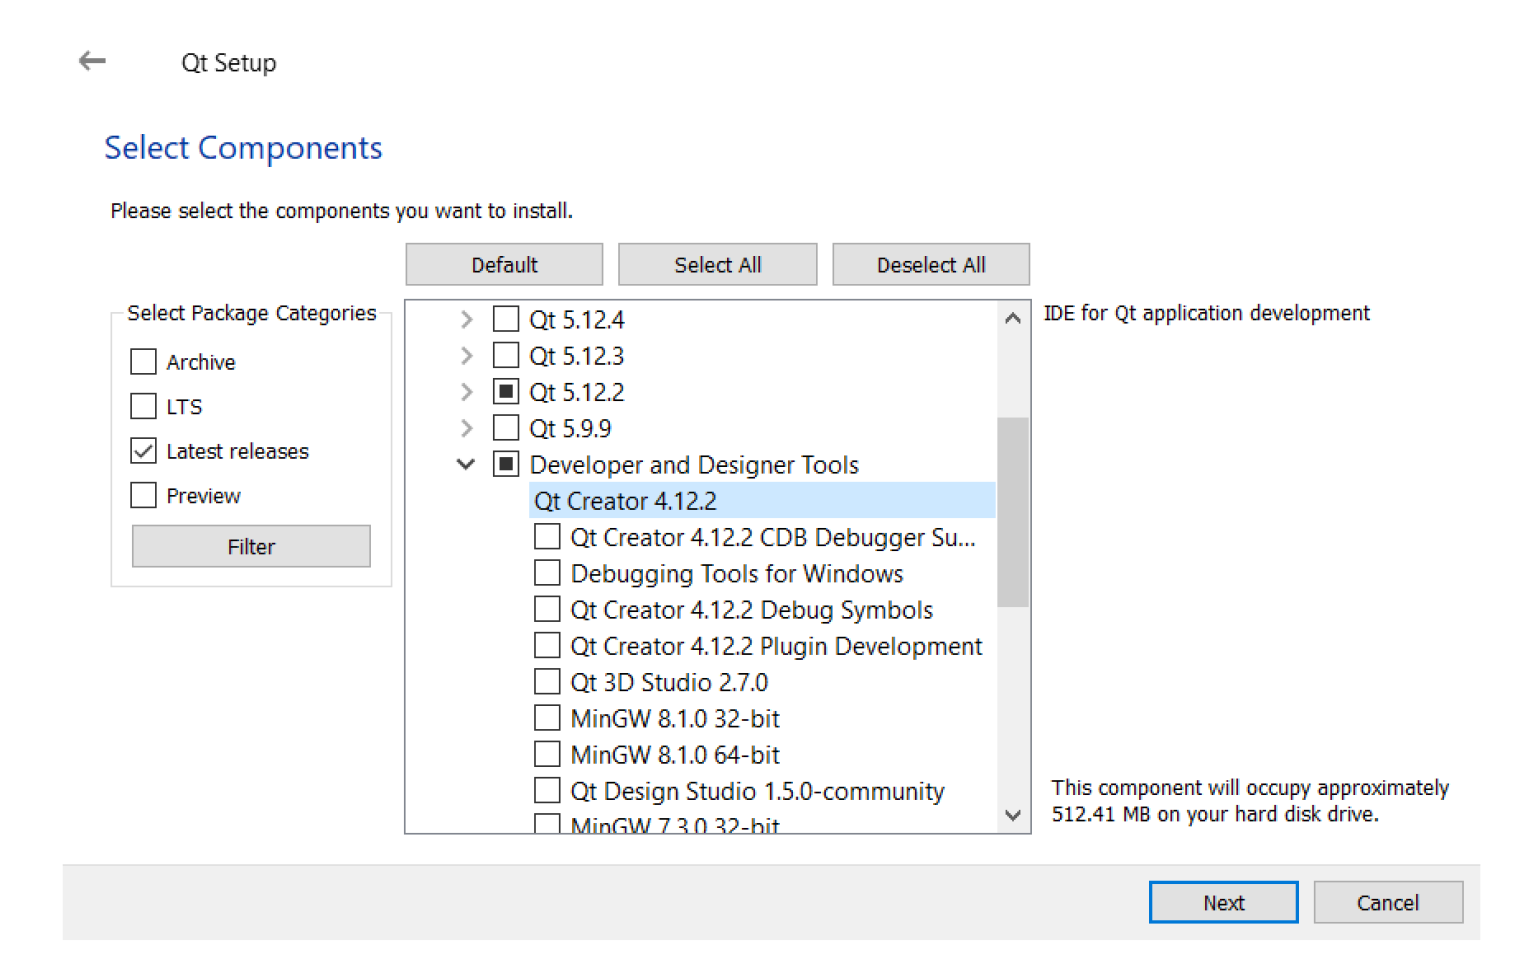 Qt Setup
Select Components
Please select the components you want to install.
Default
Select All
Deselect All
Select Package Categories
Archive
LTS
Latest releases
Preview
Filter
Qt 5.12.4
Qt 5.12.3
Qt 5.12.2
Qt 5.9.9
Developer and Designer Tools
Qt Creator 4.12.2
Qt Creator 4.12.2 CDB Debugger Su...
Debugging Tools for Windows
Qt Creator 4.12.2 Debug Symbols
Qt Creator 4.12.2 Plugin Development
Qt 3D Studio 2.7.0
MinGW 8.1.0 32-bit
MinGW 8.1.0 64-bit
Qt Design Studio 1.5.0-community
MinGW 7.3.0 32-bit
IDE for Qt application development
This component will occupy approximately
512.41 MB on your hard disk drive.
Next
Cancel